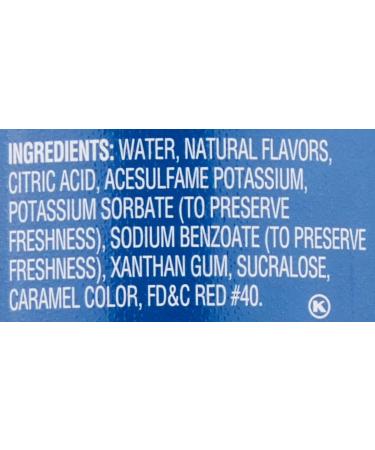 INGREDIENTS: WATER, NATURAL FLAVORS,
CITRIC ACID, ACESULFAME POTASSIUM,
POTASSIUM SORBATE (TO PRESERVE
FRESHNESS), SODIUM BENZOATE (TO PRESERVE
FRESHNESS), XANTHAN GUM, SUCRALOSE,
CARAMEL COLOR, FD&C RED #40.
K